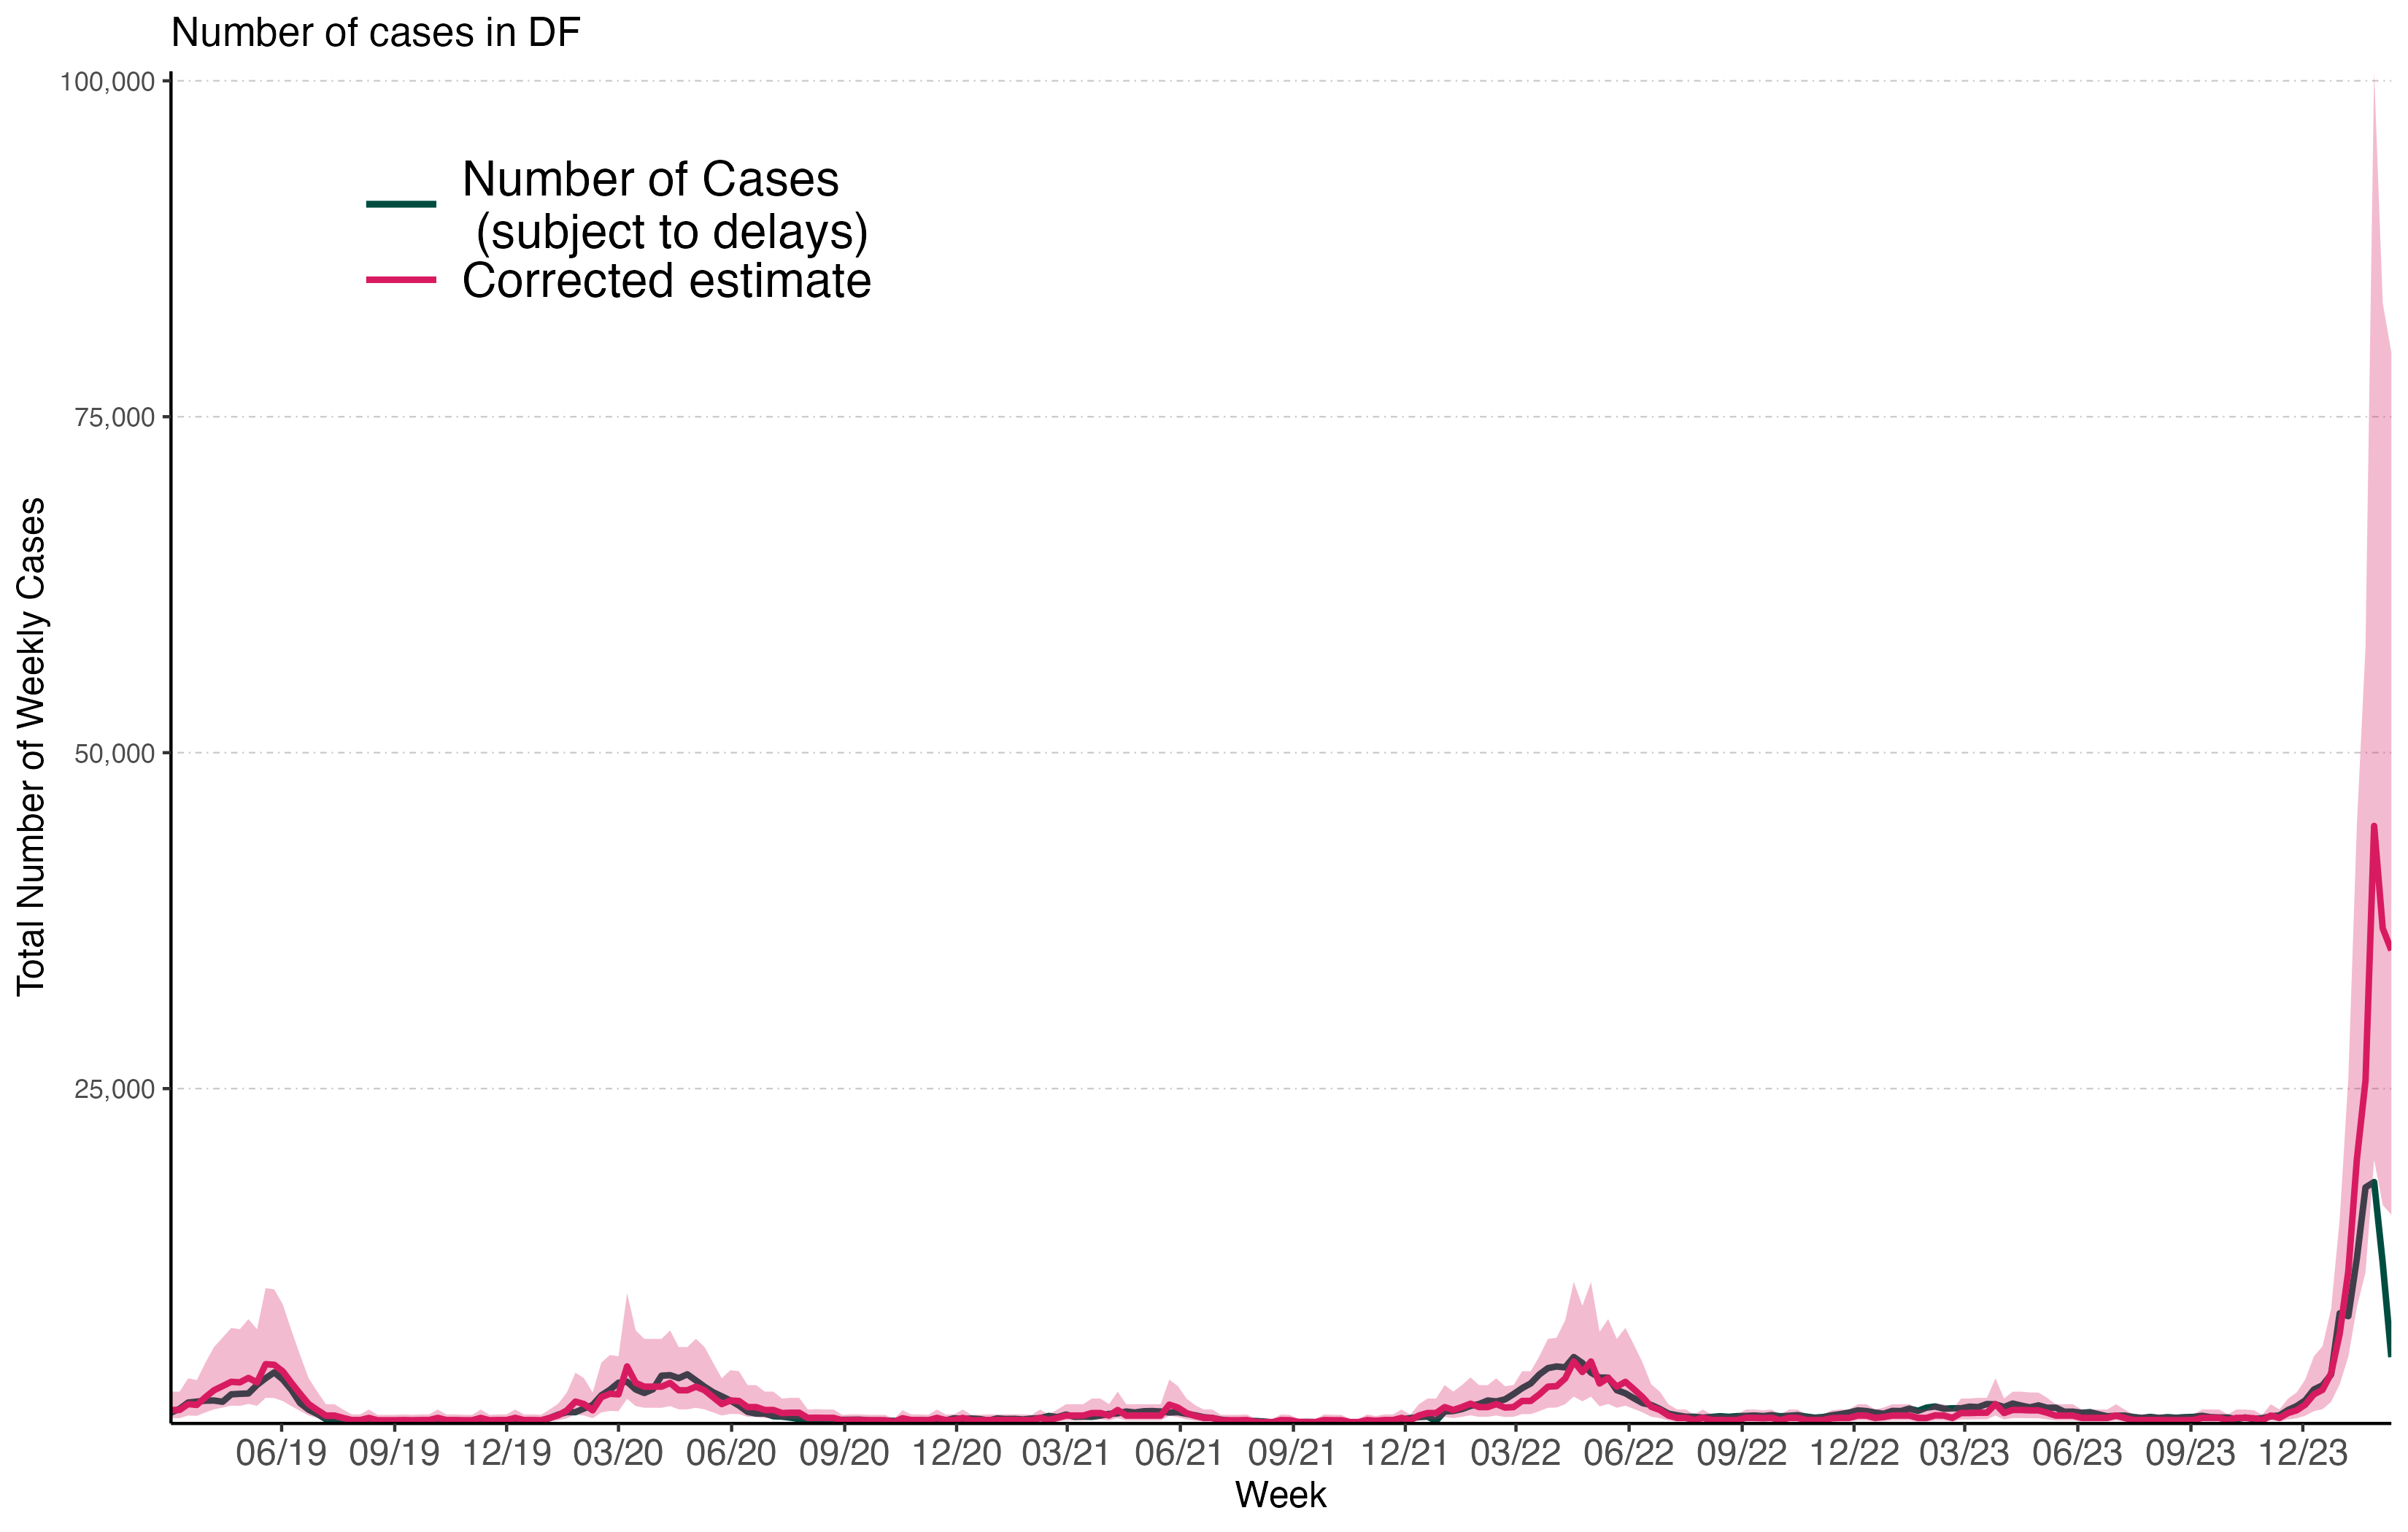 Number of cases in DF
100,000
75,000
50,000
25,000
Total Number of Weekly Cases
Number of Cases
(subject to delays)
Corrected estimate
06/19 09/19 12/19 03/20 06/20 09/20 12/20 03/21 06/21 09/21 12/21 03/22 06/22 09/22 12/22 03/23 06/23 09/23 12/23
Week